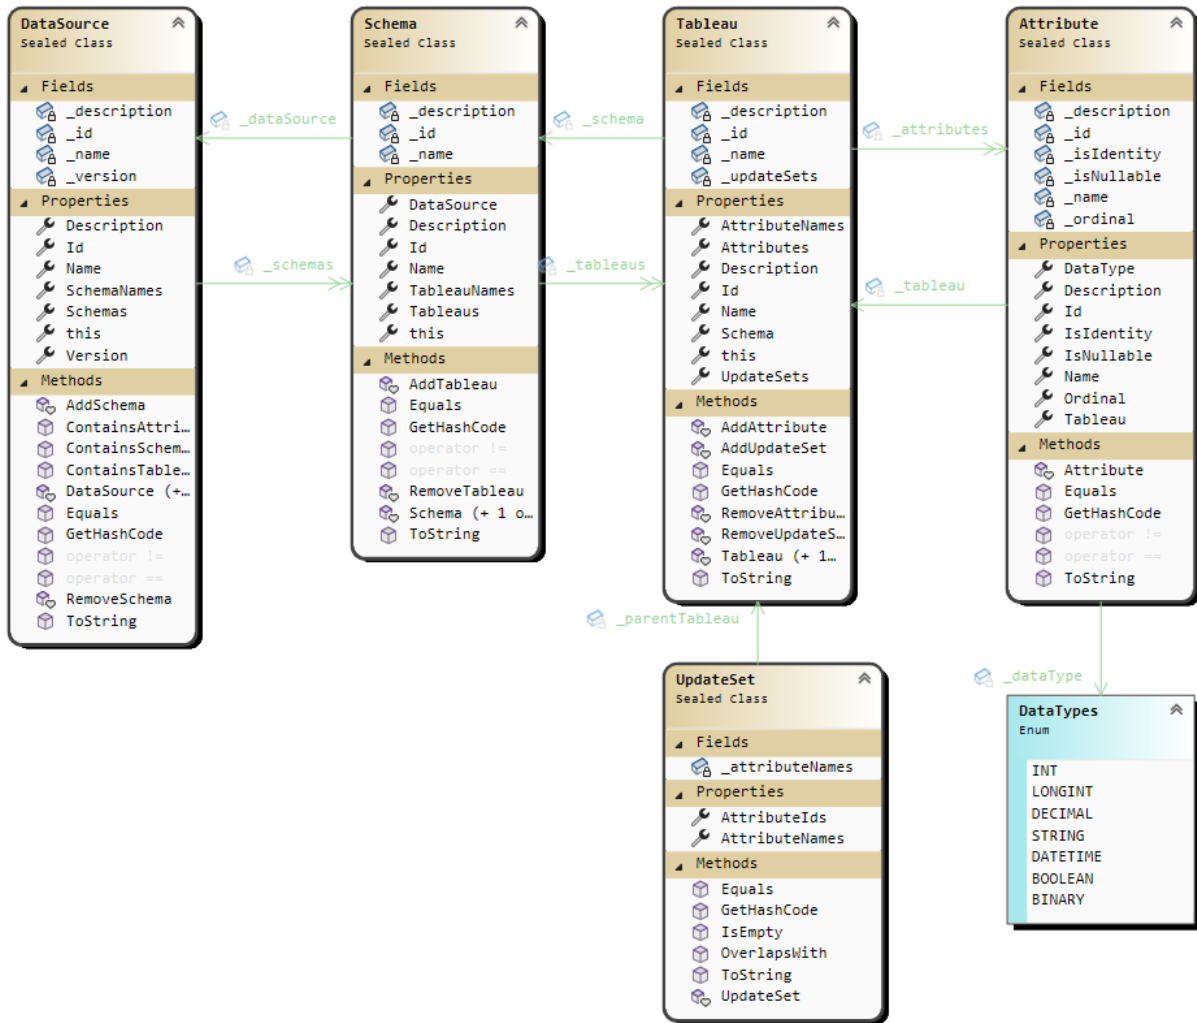 DataSource
Sealed Class
Fields
_description
_id
_name
_version
Properties
Description
Id
Name
SchemaNames
Schemas
this
Version
Methods
AddSchema
ContainsAttri...
ContainsSchem...
ContainsTable...
DataSource (+...
Equals
GetHashCode
operator !=
operator ==
RemoveSchema
ToString
_dataSource
_schemas
Schema
Sealed Class
Fields
_description
_id
_name
Properties
DataSource
Description
Id
Name
TableauNames
Tableaus
this
Methods
AddTableau
Equals
GetHashCode
operator !=
operator ==
RemoveTableau
Schema (+ 1 o...
ToString
_schema
_tableaus
Tableau
Sealed Class
Fields
_description
_id
_name
_updateSets
Properties
AttributeNames
Attributes
Description
Id
Name
Schema
this
UpdateSets
Methods
AddAttribute
AddUpdateSet
Equals
GetHashCode
RemoveAttribu...
RemoveUpdateS...
Tableau (+ 1...
ToString
_attributes
_tableau
Attribute
Sealed Class
Fields
_description
_id
_isIdentity
_isNullable
_name
_ordinal
Properties
DataType
Description
Id
IsIdentity
IsNullable
Name
Ordinal
Tableau
Methods
Attribute
Equals
GetHashCode
operator !=
operator ==
ToString
_parentTableau
UpdateSet
Sealed Class
Fields
_attributeNames
Properties
AttributeIds
AttributeNames
Methods
Equals
GetHashCode
IsEmpty
OverlapsWith
ToString
UpdateSet
_dataType
DataTypes
Enum
INT
LONGINT
DECIMAL
STRING
DATETIME
BOOLEAN
BINARY